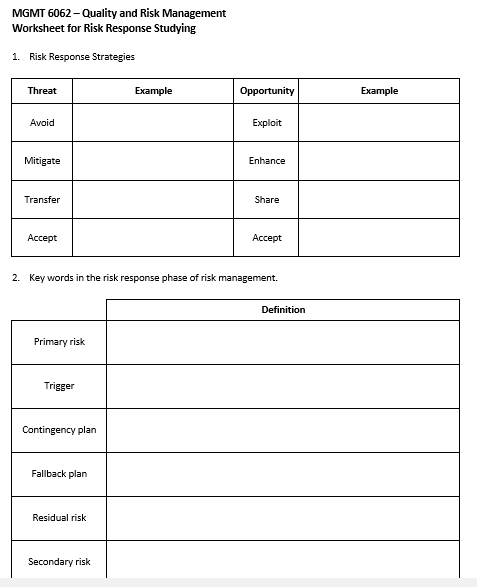 MGMT 6062 – Quality and Risk Management
Worksheet for Risk Response Studying
1. Risk Response Strategies
Threat Example Opportunity Example
Avoid Exploit
Mitigate Enhance
Transfer Share
Accept Accept
2. Key words in the risk response phase of risk management.
Definition
Primary risk
Trigger
Contingency plan
Fallback plan
Residual risk
Secondary risk